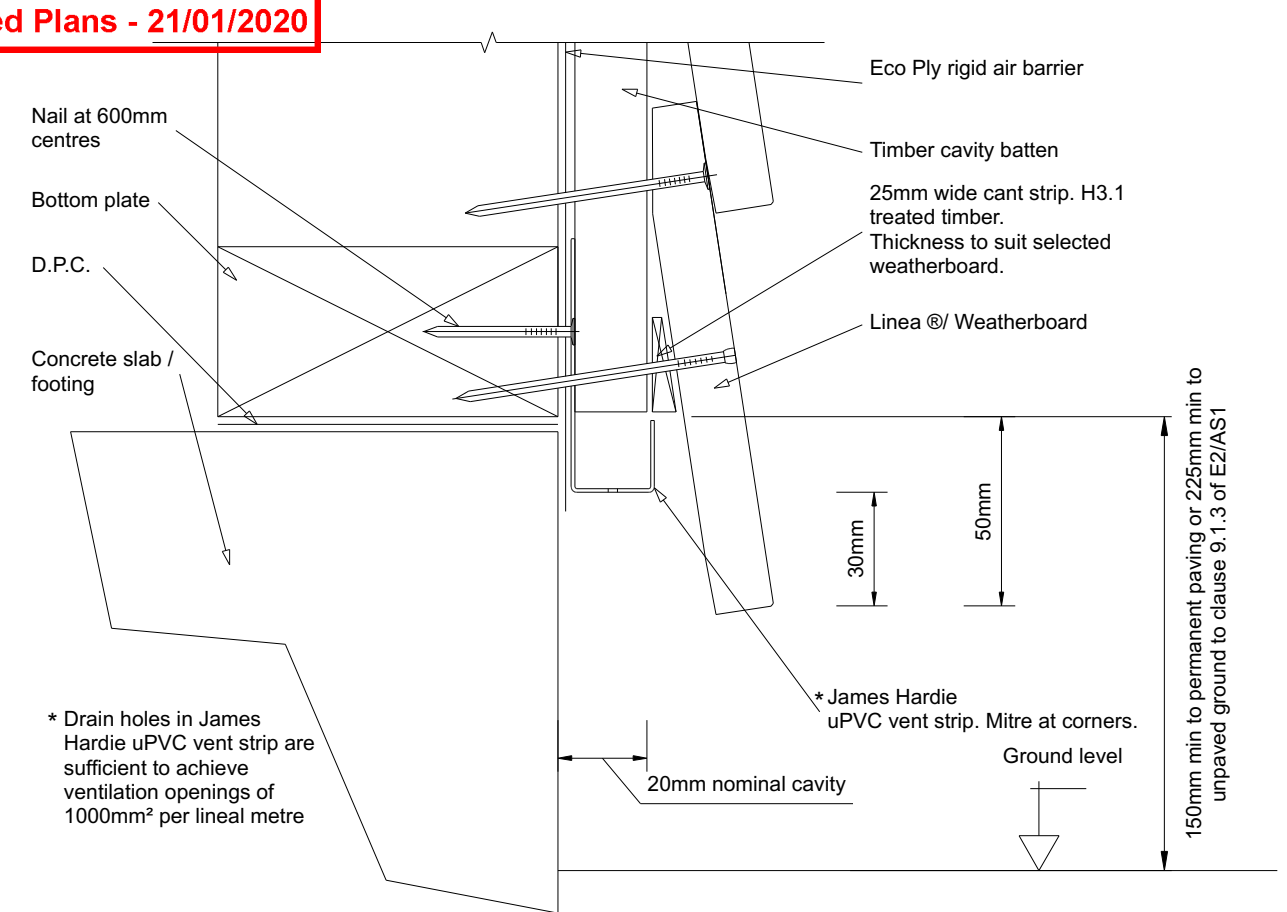 ed Plans - 21/01/2020
Eco Ply rigid air barrier
Nail at 600mm
centres
Timber cavity batten
Bottom plate
25mm wide cant strip. H3.1
treated timber.
Thickness to suit selected
weatherboard.
D.P.C.
Linea ®/ Weatherboard
Concrete slab /
footing
30mm
50mm
150mm min to permanent paving or 225mm min to
unpaved ground to clause 9.1.3 of E2/AS1
* James Hardie
uPVC vent strip. Mitre at corners.
* Drain holes in James
Hardie uPVC vent strip are
sufficient to achieve
ventilation openings of
1000mm² per lineal metre
20mm nominal cavity
Ground level